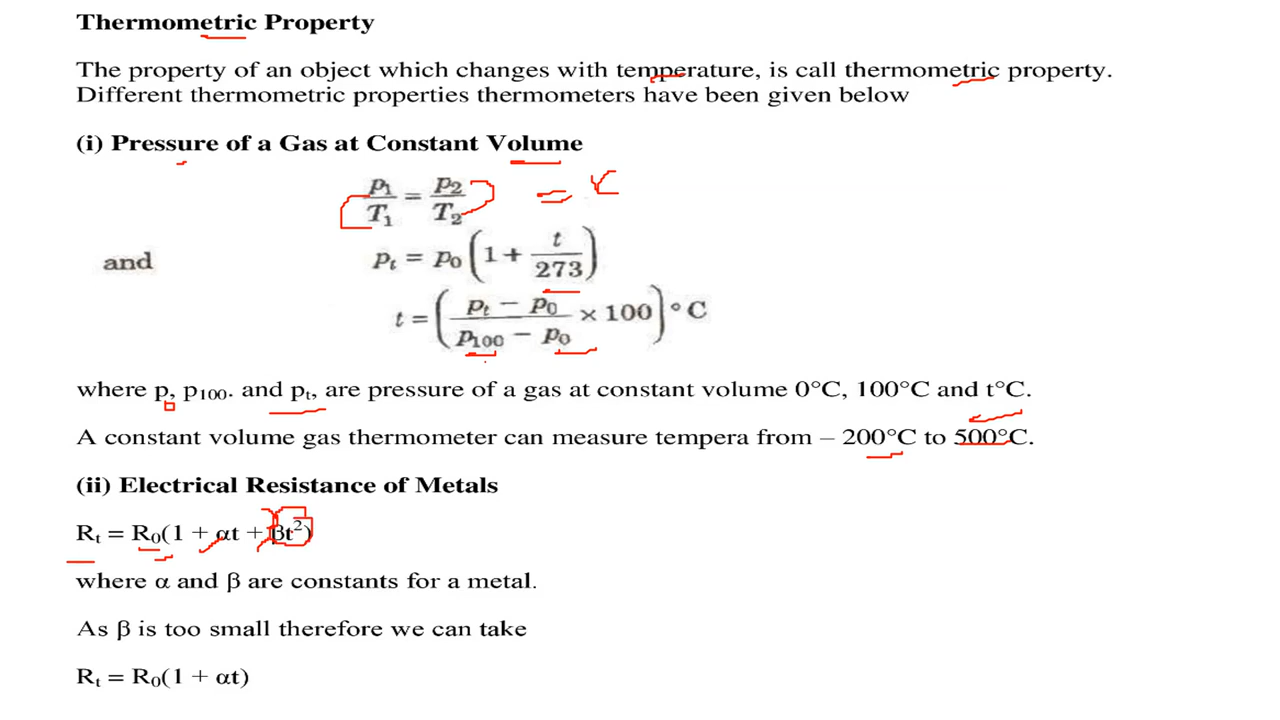 Thermometric Property
The property of an object which changes with temperature, is call thermometric property.
Different thermometric properties thermometers have been given below
(i) Pressure of a Gas at Constant Volume
p₁/T₁ = p₂/T₂ = K
and pₜ = p₀(1 + t/273)
t = ((pₜ − p₀)/(p₁₀₀ − p₀) × 100)°C
where p, p₁₀₀. and pₜ, are pressure of a gas at constant volume 0°C, 100°C and t°C.
A constant volume gas thermometer can measure tempera from – 200°C to 500°C.
(ii) Electrical Resistance of Metals
Rₜ = R₀(1 + αt + βt²)
where α and β are constants for a metal.
As β is too small therefore we can take
Rₜ = R₀(1 + αt)